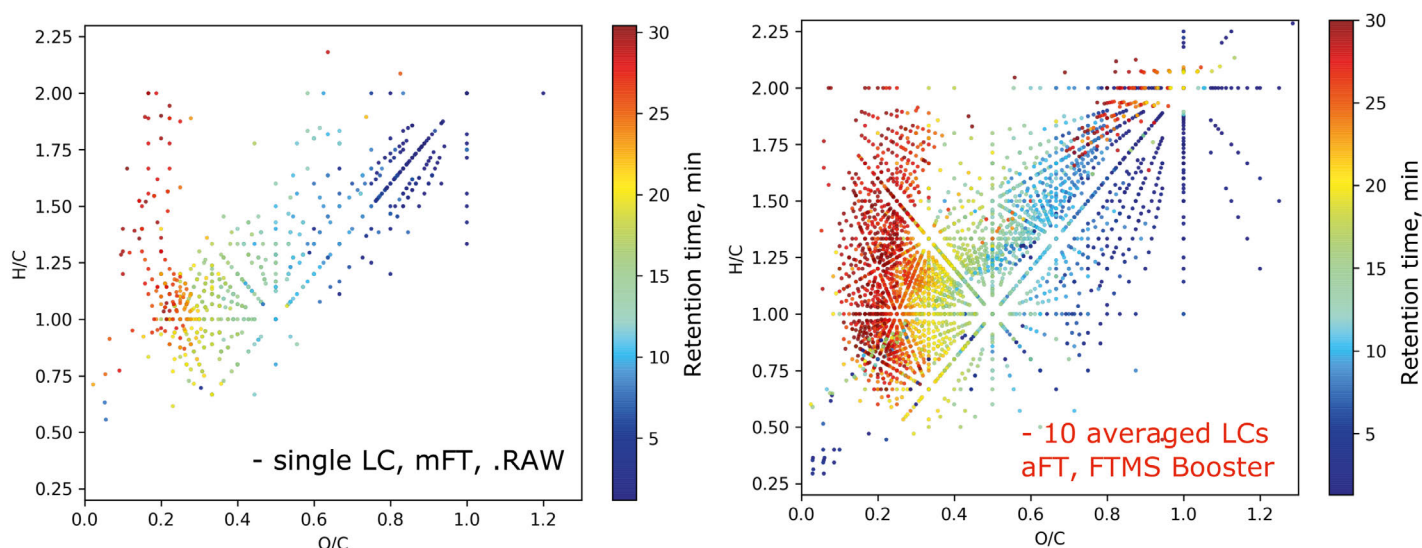 2.25
2.00
1.75
1.50
1.25
1.00
0.75
0.50
0.25
H/C
0.0 0.2 0.4 0.6 0.8 1.0 1.2
O/C
- single LC, mFT, .RAW
30
25
20
15
10
5
Retention time, min
2.25
2.00
1.75
1.50
1.25
1.00
0.75
0.50
0.25
H/C
0.0 0.2 0.4 0.6 0.8 1.0 1.2
O/C
- 10 averaged LCs
aFT, FTMS Booster
30
25
20
15
10
5
Retention time, min